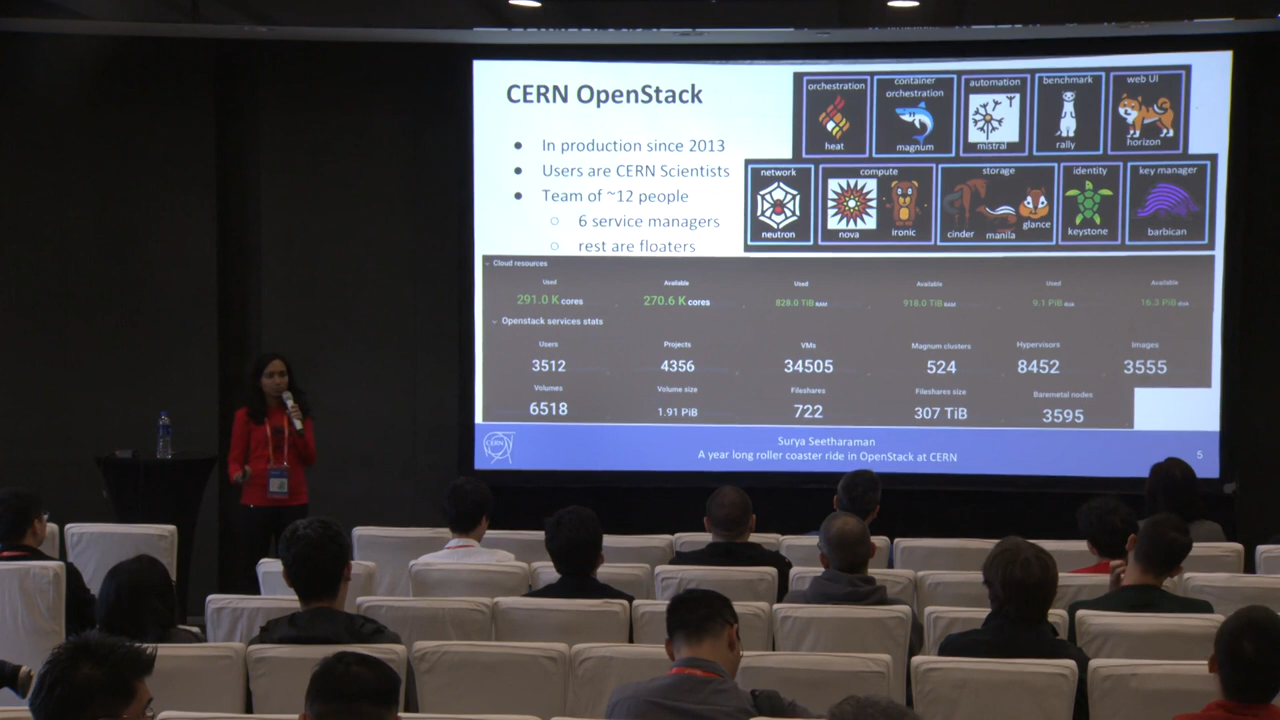 CERN OpenStack
● In production since 2013
● Users are CERN Scientists
● Team of ~12 people
○ 6 service managers
○ rest are floaters
orchestration
heat
container
orchestration
magnum
automation
mistral
benchmark
rally
web UI
horizon
network
neutron
compute
nova ironic
storage
cinder manila glance
identity
keystone
key manager
barbican
Cloud resources
Used Available Used Available Used Available
291.0 K cores 270.6 K cores 828.0 TiB 918.0 TiB 9.1 PiB disk 16.3 PiB disk
Openstack services stats
Users Projects VMs Magnum clusters Hypervisors Images
3512 4356 34505 524 8452 3555
Volumes Volume size Fileshares Fileshares size Baremetal nodes
6518 1.91 PiB 722 307 TiB 3595
CERN
Surya Seetharaman
A year long roller coaster ride in OpenStack at CERN
5